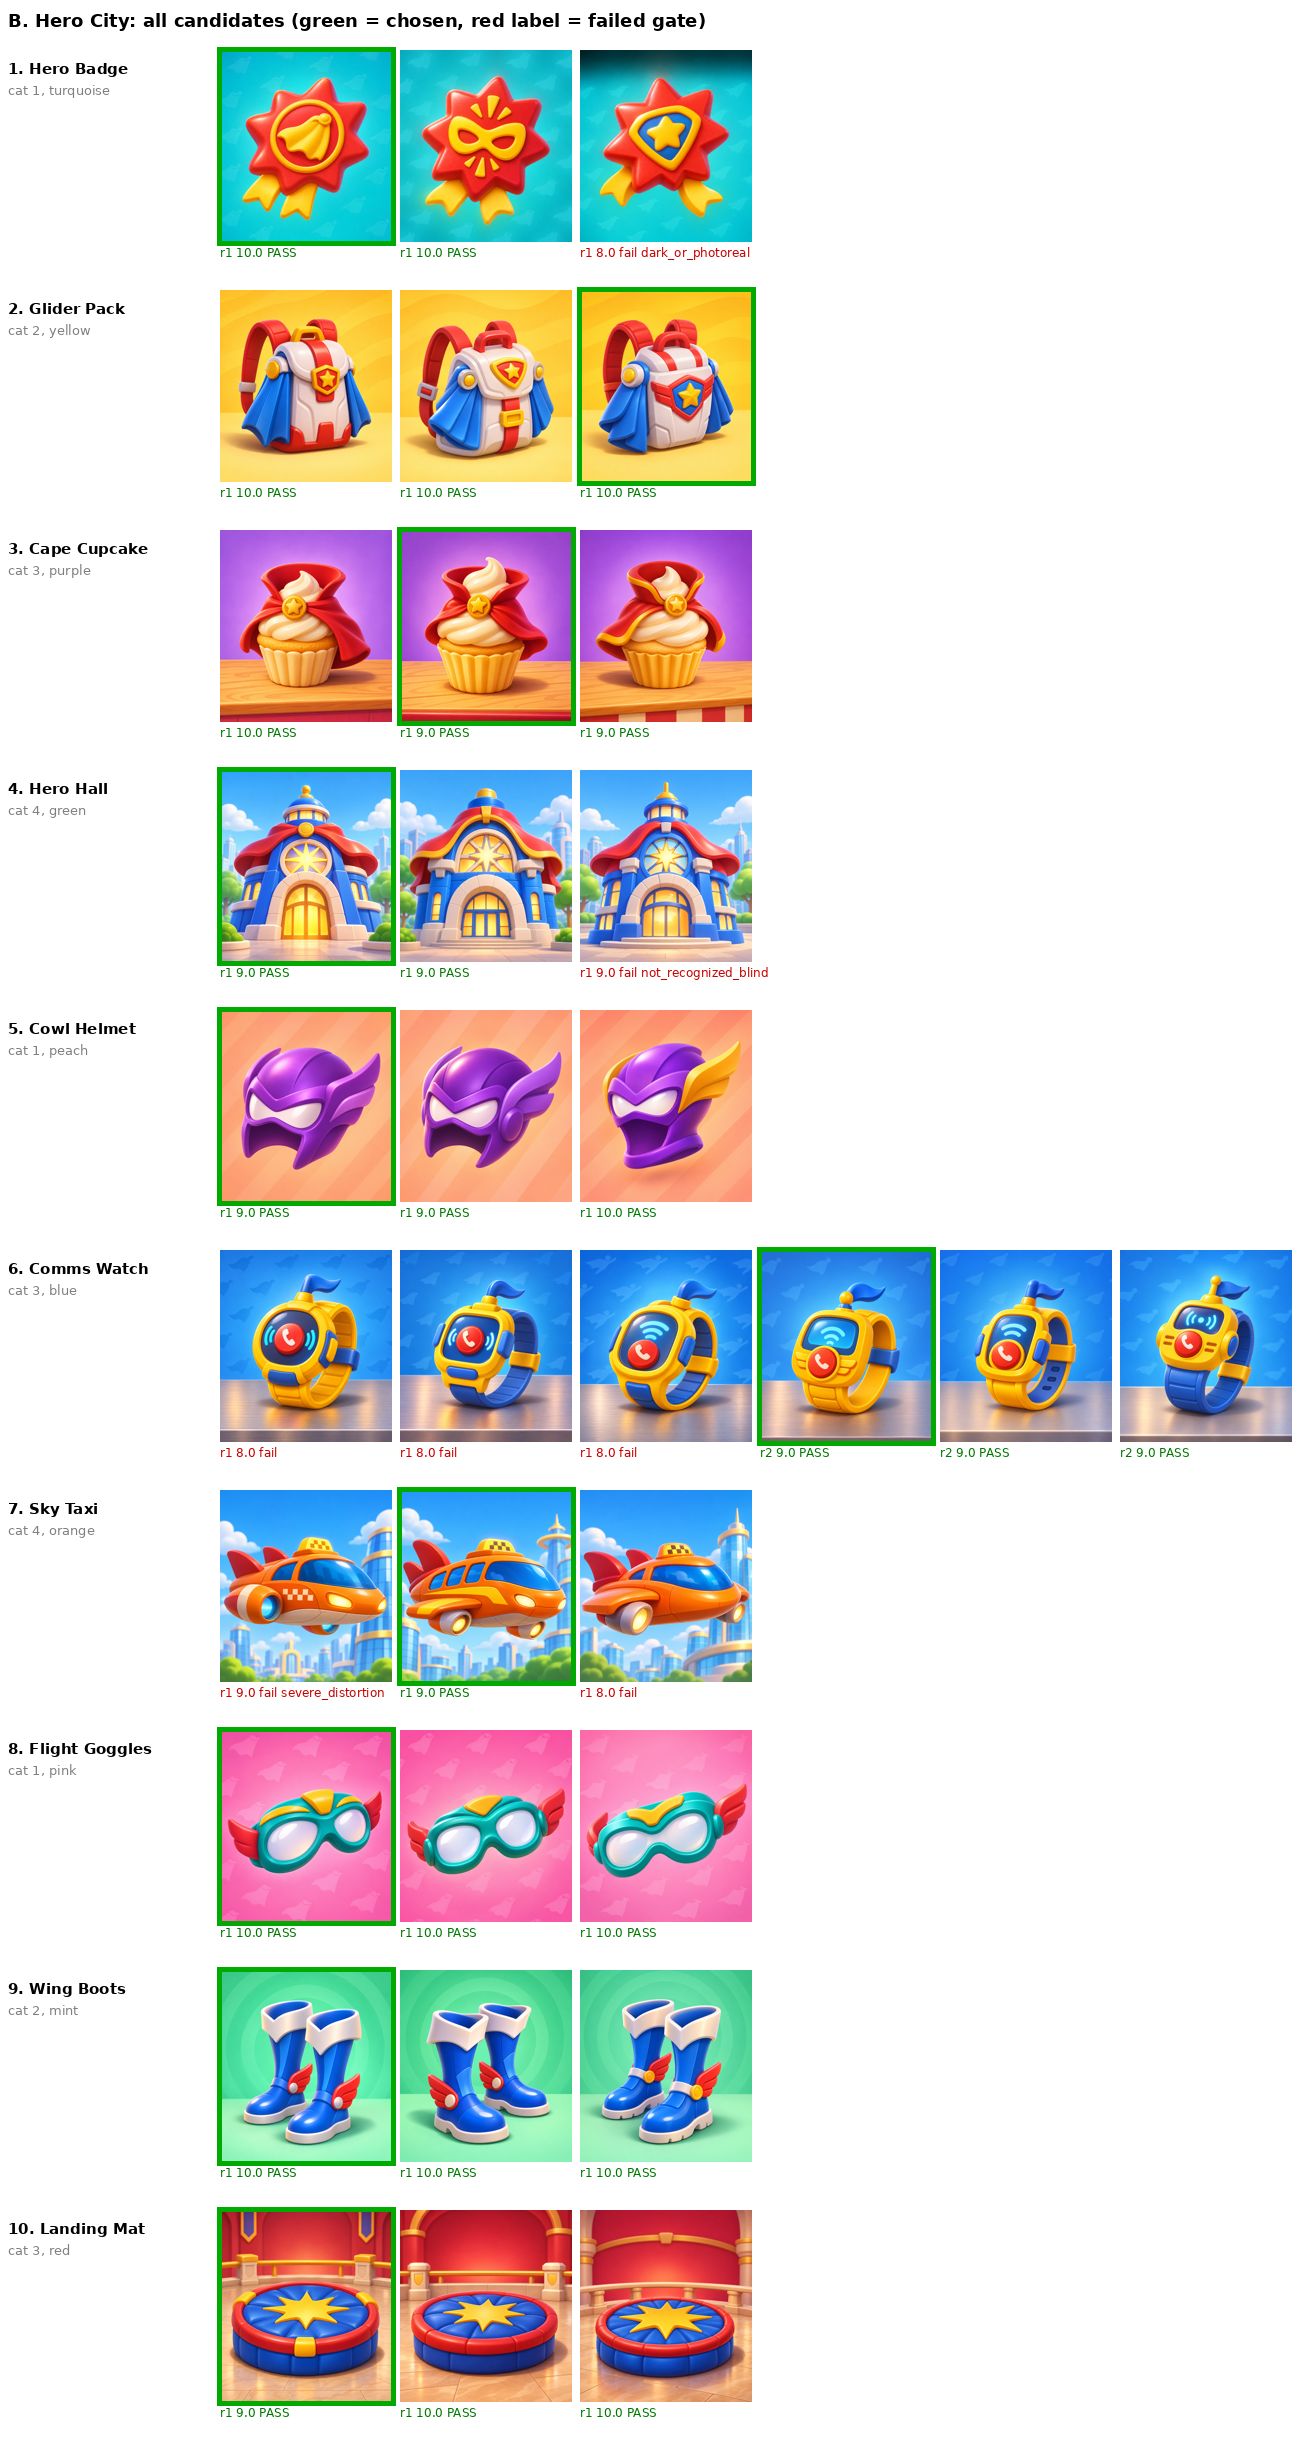 B. Hero City: all candidates (green = chosen, red label = failed gate)
1. Hero Badge
cat 1, turquoise
r1 10.0 PASS
r1 10.0 PASS
r1 8.0 fail dark_or_photoreal
2. Glider Pack
cat 2, yellow
r1 10.0 PASS
r1 10.0 PASS
r1 10.0 PASS
3. Cape Cupcake
cat 3, purple
r1 10.0 PASS
r1 9.0 PASS
r1 9.0 PASS
4. Hero Hall
cat 4, green
r1 9.0 PASS
r1 9.0 PASS
r1 9.0 fail not_recognized_blind
5. Cowl Helmet
cat 1, peach
r1 9.0 PASS
r1 9.0 PASS
r1 10.0 PASS
6. Comms Watch
cat 3, blue
r1 8.0 fail
r1 8.0 fail
r1 8.0 fail
r2 9.0 PASS
r2 9.0 PASS
r2 9.0 PASS
7. Sky Taxi
cat 4, orange
r1 9.0 fail severe_distortion
r1 9.0 PASS
r1 8.0 fail
8. Flight Goggles
cat 1, pink
r1 10.0 PASS
r1 10.0 PASS
r1 10.0 PASS
9. Wing Boots
cat 2, mint
r1 10.0 PASS
r1 10.0 PASS
r1 10.0 PASS
10. Landing Mat
cat 3, red
r1 9.0 PASS
r1 10.0 PASS
r1 10.0 PASS